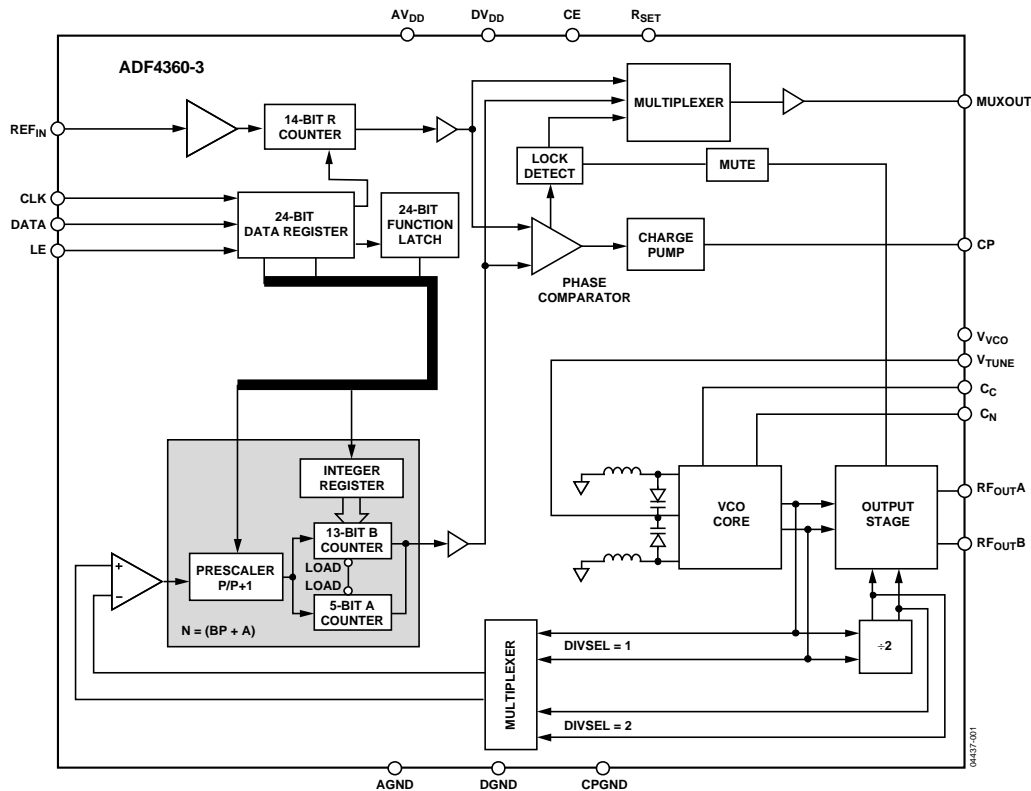 AVDD
DVDD
CE
RSET
ADF4360-3
MULTIPLEXER
MUXOUT
REFIN
14-BIT R
COUNTER
LOCK
DETECT
MUTE
CLK
DATA
LE
24-BIT
DATA REGISTER
24-BIT
FUNCTION
LATCH
CHARGE
PUMP
CP
PHASE
COMPARATOR
VVCO
VTUNE
CC
CN
INTEGER
REGISTER
VCO
CORE
OUTPUT
STAGE
RFOUTA
RFOUTB
13-BIT B
COUNTER
LOAD
LOAD
PRESCALER
P/P+1
+
–
5-BIT A
COUNTER
N = (BP + A)
MULTIPLEXER
DIVSEL = 1
÷2
DIVSEL = 2
04437-001
AGND
DGND
CPGND